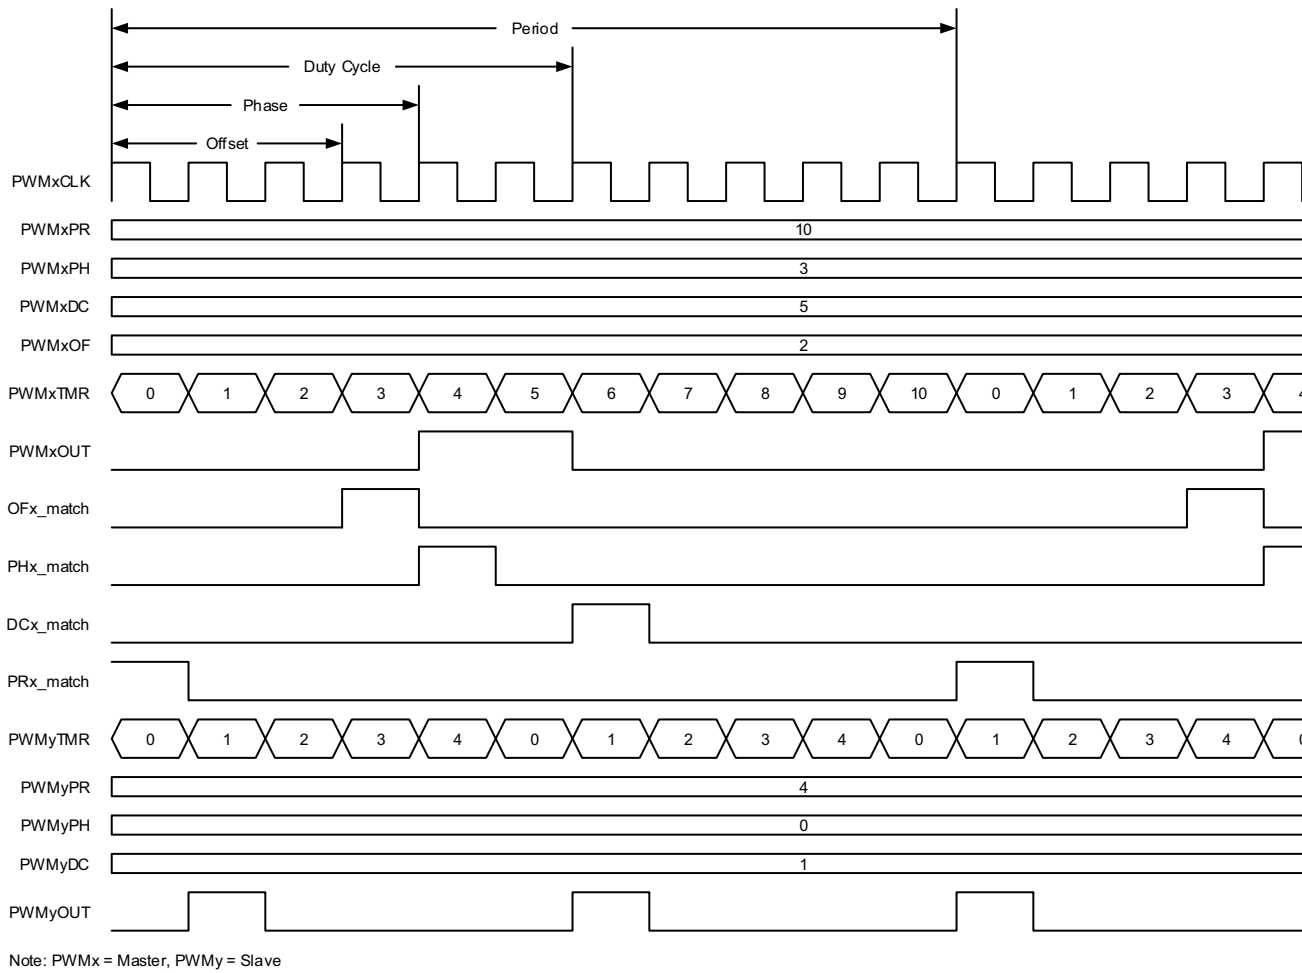 Period
Duty Cycle
Phase
Offset
PWMxCLK
PWMxPR 10
PWMxPH 3
PWMxDC 5
PWMxOF 2
PWMxTMR 0 1 2 3 4 5 6 7 8 9 10 0 1 2 3 4
PWMxOUT
OFx_match
PHx_match
DCx_match
PRx_match
PWMyTMR 0 1 2 3 4 0 1 2 3 4 0 1 2 3 4 0
PWMyPR 4
PWMyPH 0
PWMyDC 1
PWMyOUT
Note: PWMx = Master, PWMy = Slave